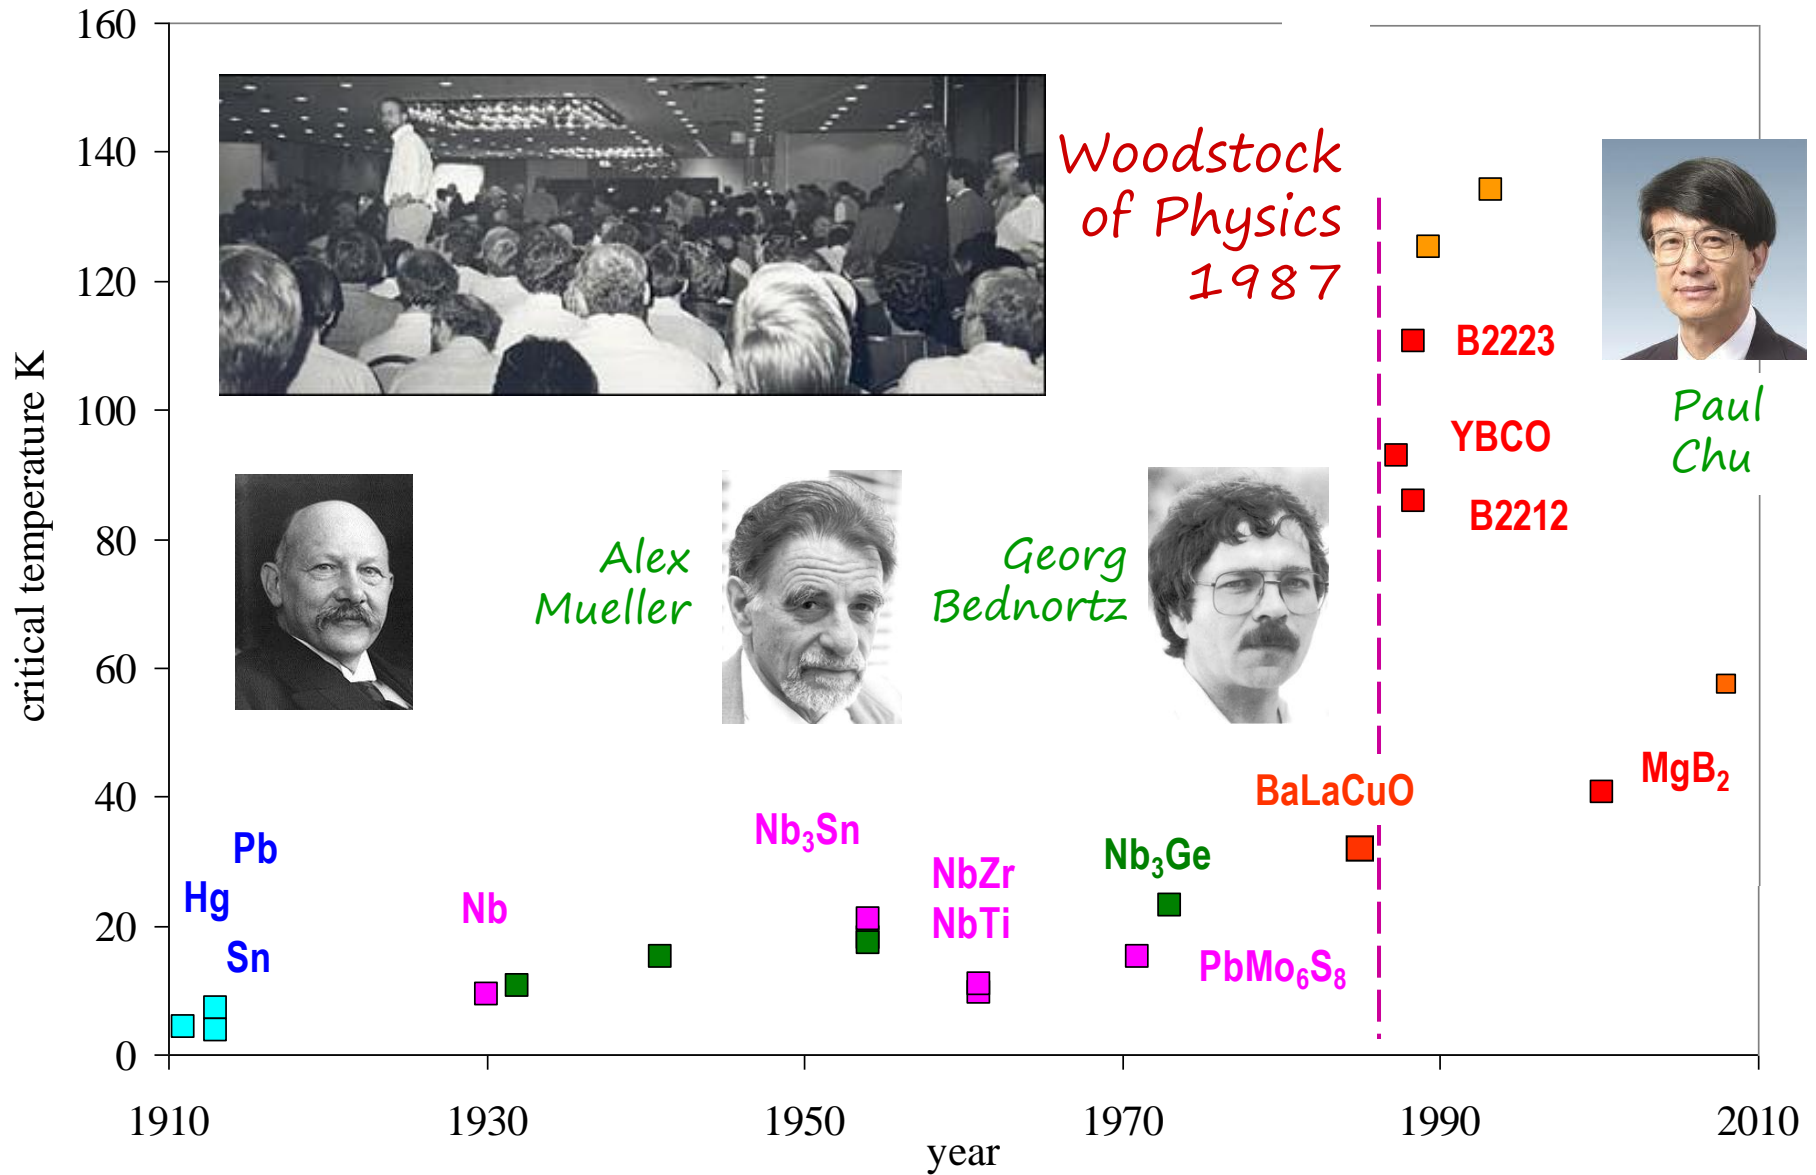 160
140
120
100
80
60
40
20
0
critical temperature K
1910
1930
1950
1970
1990
2010
year
Woodstock
of Physics
1987
Paul
Chu
Alex
Mueller
Georg
Bednortz
B2223
YBCO
B2212
MgB₂
BaLaCuO
Pb
Hg
Sn
Nb
Nb₃Sn
NbZr
NbTi
Nb₃Ge
PbMo₆S₈